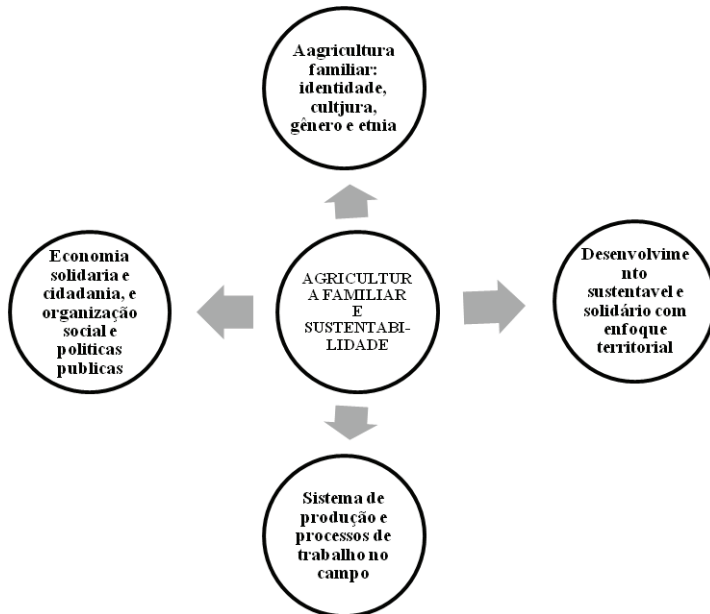 Aagricultura
familiar:
identidade,
cultjura,
gênero e etnia
Economia
solidaria e
cidadania, e
organização
social e
politicas
publicas
AGRICULTUR
A FAMILIAR
E
SUSTENTABI-
LIDADE
Desenvolvime
nto
sustentavel e
solidário com
enfoque
territorial
Sistema de
produção e
processos de
trabalho no
campo